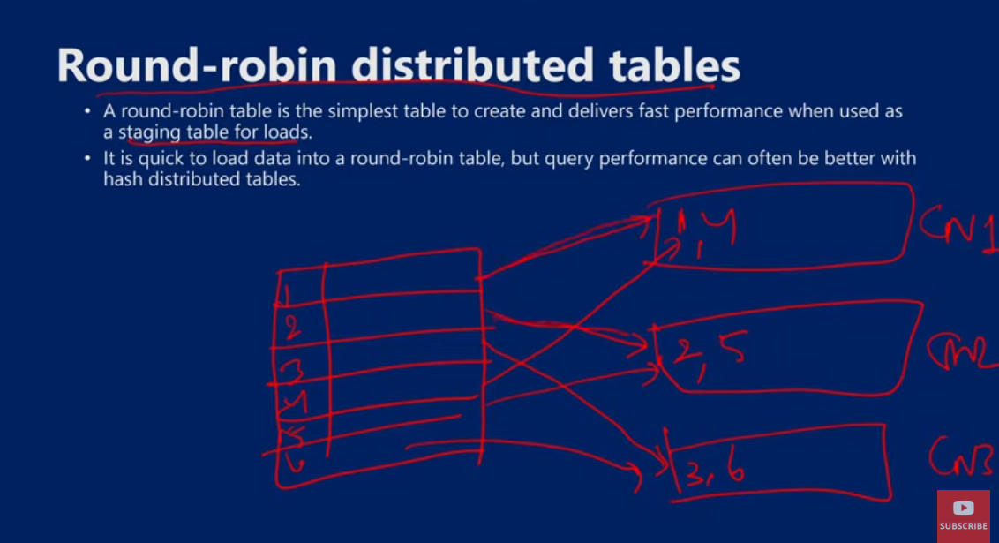 Round-robin distributed tables
• A round-robin table is the simplest table to create and delivers fast performance when used as
a staging table for loads.
• It is quick to load data into a round-robin table, but query performance can often be better with
hash distributed tables.
1,4
CN1
1
2
2,5
CN2
3
4
5
3,6
CN3
6
SUBSCRIBE